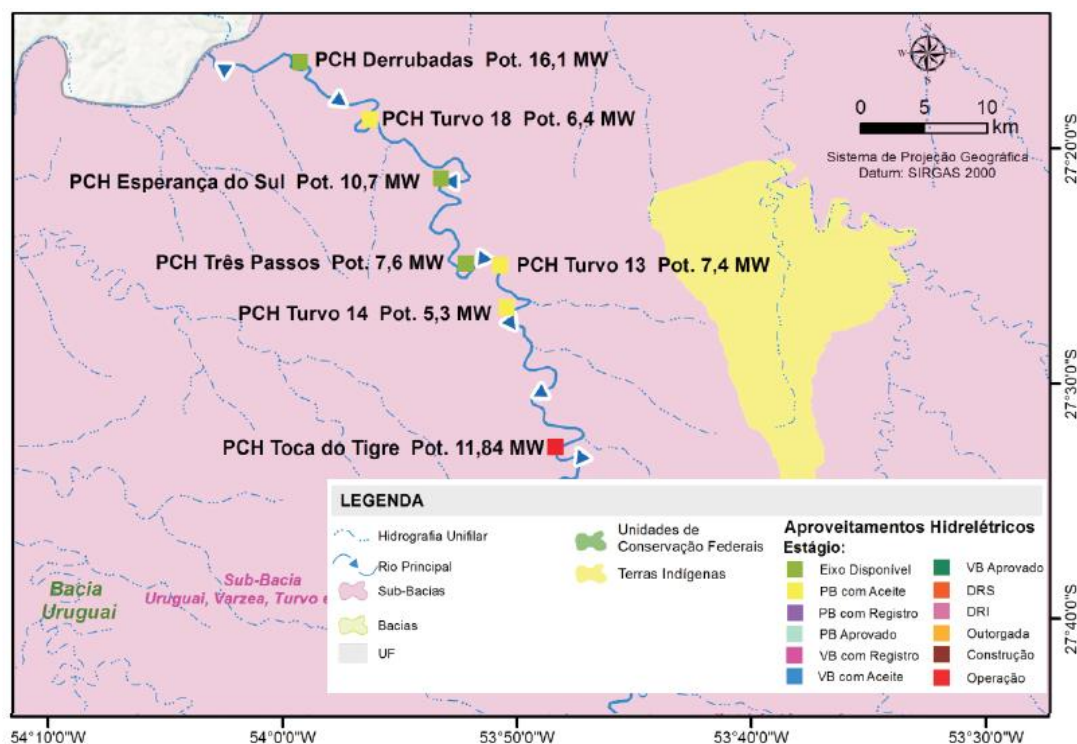 PCH Derrubadas Pot. 16,1 MW
N
W E
S
PCH Turvo 18 Pot. 6,4 MW
0 5 10
km
Sistema de Projeção Geográfica
Datum: SIRGAS 2000
27°20'0"S
PCH Esperança do Sul Pot. 10,7 MW
PCH Três Passos Pot. 7,6 MW
PCH Turvo 13 Pot. 7,4 MW
PCH Turvo 14 Pot. 5,3 MW
27°30'0"S
PCH Toca do Tigre Pot. 11,84 MW
LEGENDA
Hidrografia Unifilar
Rio Principal
Sub-Bacias
Bacias
UF
Unidades de
Conservação Federais
Terras Indígenas
Aproveitamentos Hidrelétricos
Estágio:
Eixo Disponível
PB com Aceite
PB com Registro
PB Aprovado
VB com Registro
VB com Aceite
VB Aprovado
DRS
DRI
Outorgada
Construção
Operação
Bacia
Uruguai
Sub-Bacia
Uruguai, Varzea, Turvo e
27°40'0"S
54°10'0"W 54°0'0"W 53°50'0"W 53°40'0"W 53°30'0"W